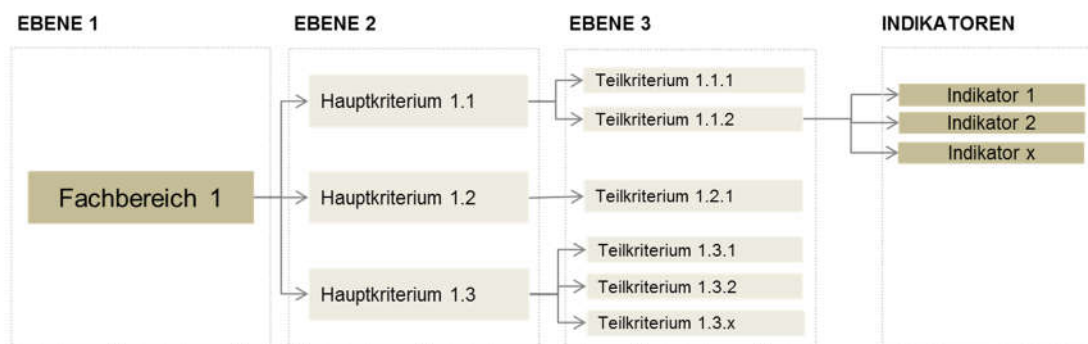 EBENE 1
EBENE 2
EBENE 3
INDIKATOREN
Fachbereich 1
Hauptkriterium 1.1
Hauptkriterium 1.2
Hauptkriterium 1.3
Teilkriterium 1.1.1
Teilkriterium 1.1.2
Teilkriterium 1.2.1
Teilkriterium 1.3.1
Teilkriterium 1.3.2
Teilkriterium 1.3.x
Indikator 1
Indikator 2
Indikator x